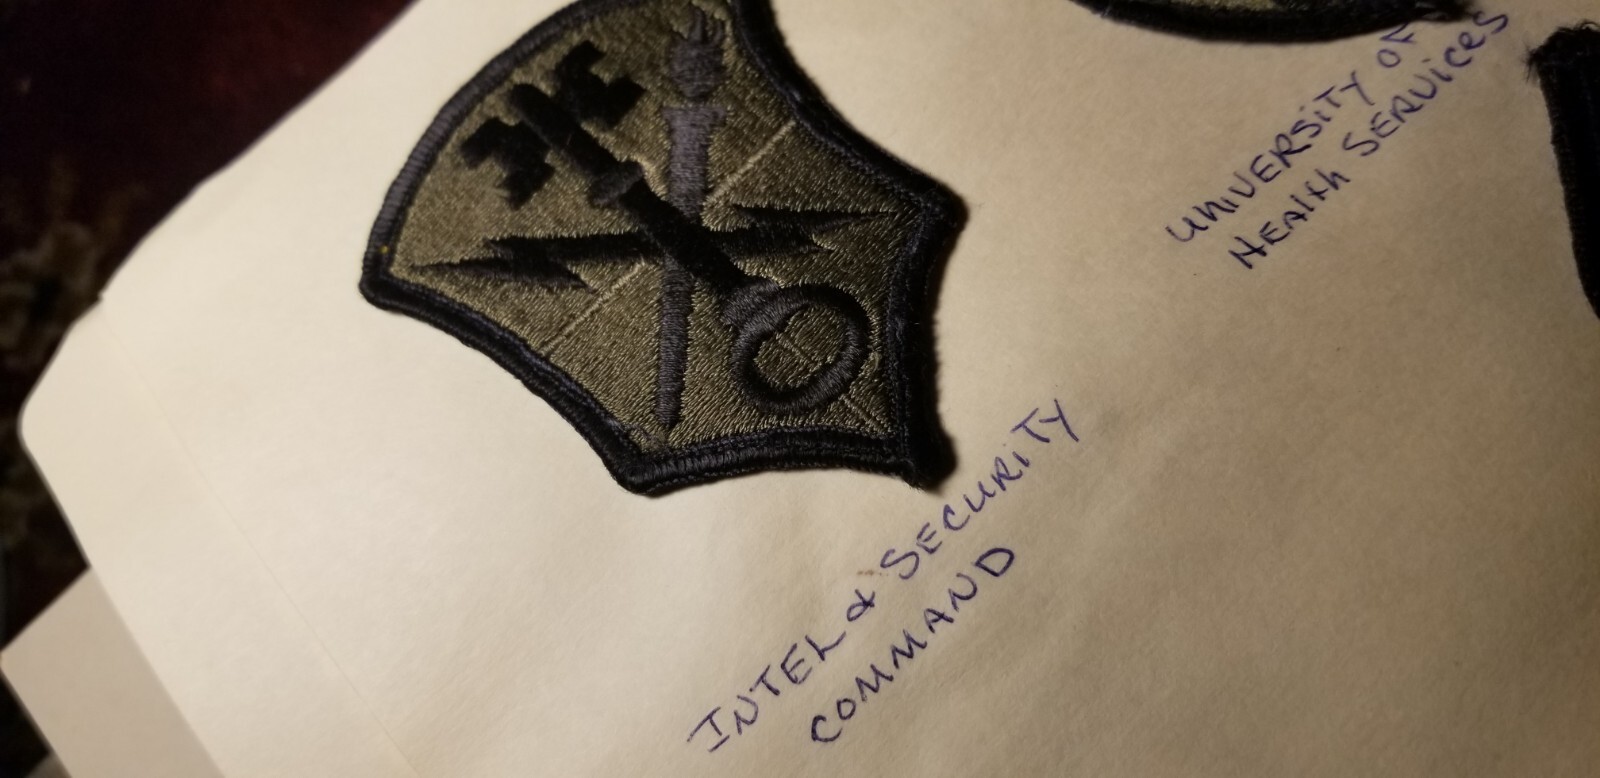 UNIVERSITY OF
HEALTH SERVICES
INTEL & SECURITY
COMMAND